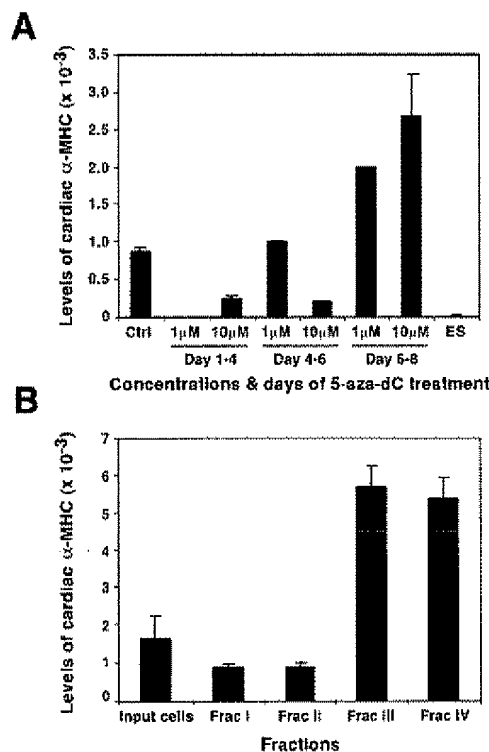 A
Levels of cardiac α-MHC (x 10⁻³)
3.5
3.0
2.5
2.0
1.5
1.0
0.5
0
Ctrl 1µM 10µM 1µM 10µM 1µM 10µM ES
Day 1-4 Day 4-6 Day 6-8
Concentrations & days of 5-aza-dC treatment
B
Levels of cardiac α-MHC (x 10⁻³)
7
6
5
4
3
2
1
0
Input cells Frac I Frac II Frac III Frac IV
Fractions